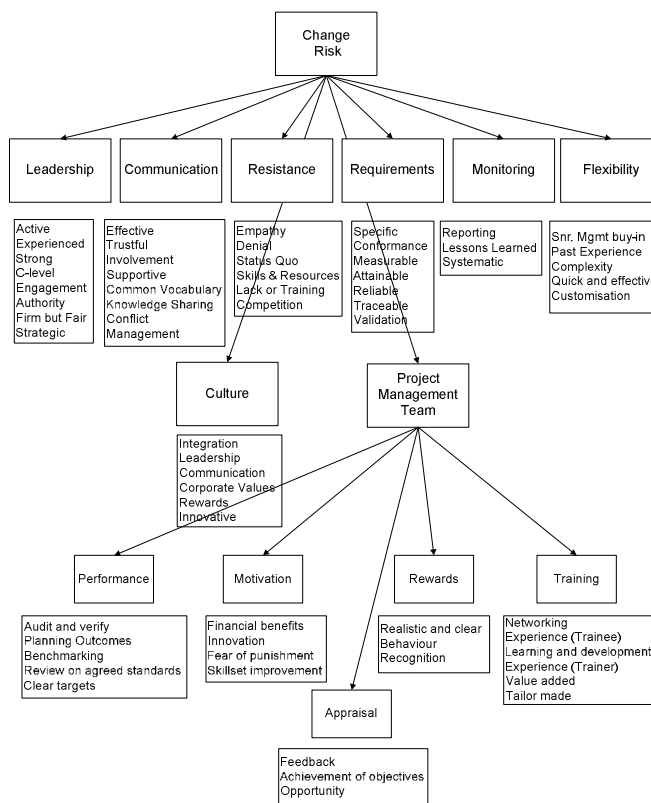 Change
Risk
Leadership
Communication
Resistance
Requirements
Monitoring
Flexibility
Active
Experienced
Strong
C-level
Engagement
Authority
Firm but Fair
Strategic
Effective
Trustful
Involvement
Supportive
Common Vocabulary
Knowledge Sharing
Conflict
Management
Empathy
Denial
Status Quo
Skills & Resources
Lack or Training
Competition
Specific
Conformance
Measurable
Attainable
Reliable
Traceable
Validation
Reporting
Lessons Learned
Systematic
Snr. Mgmt buy-in
Past Experience
Complexity
Quick and effective
Customisation
Culture
Project
Management
Team
Integration
Leadership
Communication
Corporate Values
Rewards
Innovative
Performance
Motivation
Rewards
Training
Audit and verify
Planning Outcomes
Benchmarking
Review on agreed standards
Clear targets
Financial benefits
Innovation
Fear of punishment
Skillset improvement
Realistic and clear
Behaviour
Recognition
Networking
Experience (Trainee)
Learning and development
Experience (Trainer)
Value added
Tailor made
Appraisal
Feedback
Achievement of objectives
Opportunity